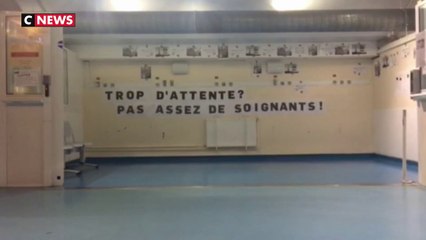 CNEWS
TROP D'ATTENTE?
PAS ASSEZ DE SOIGNANTS!